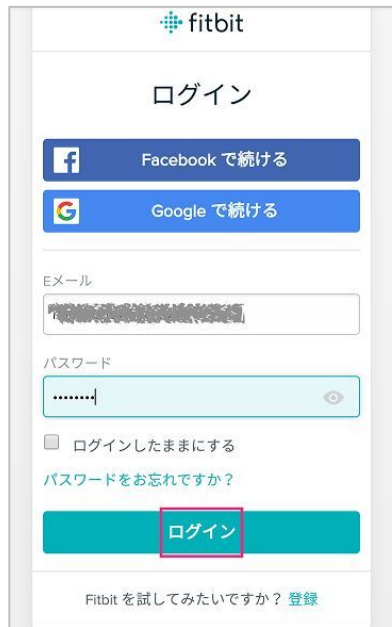 fitbit
ログイン
Facebook で続ける
Google で続ける
Eメール
パスワード
••••••••
ログインしたままにする
パスワードをお忘れですか？
ログイン
Fitbit を試してみたいですか？ 登録